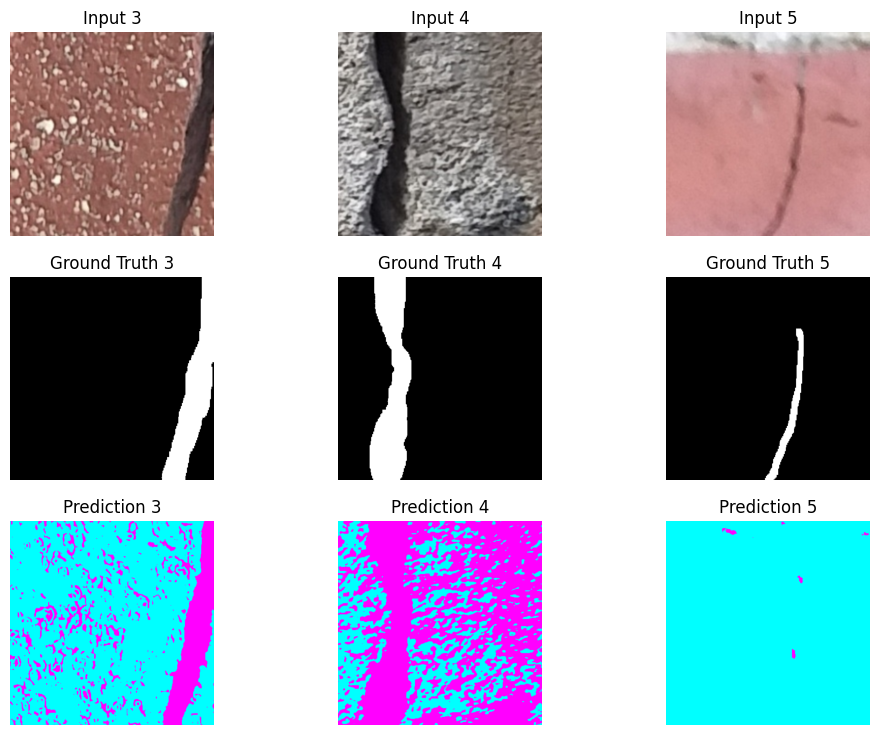 Input 3
Input 4
Input 5
Ground Truth 3
Ground Truth 4
Ground Truth 5
Prediction 3
Prediction 4
Prediction 5